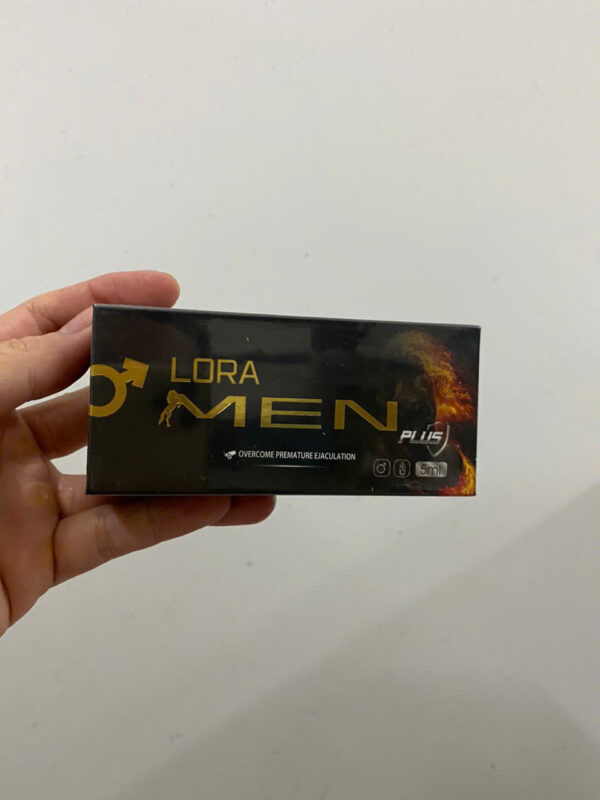 LORA
MEN
PLUS
OVERCOME PREMATURE EJACULATION
5ml